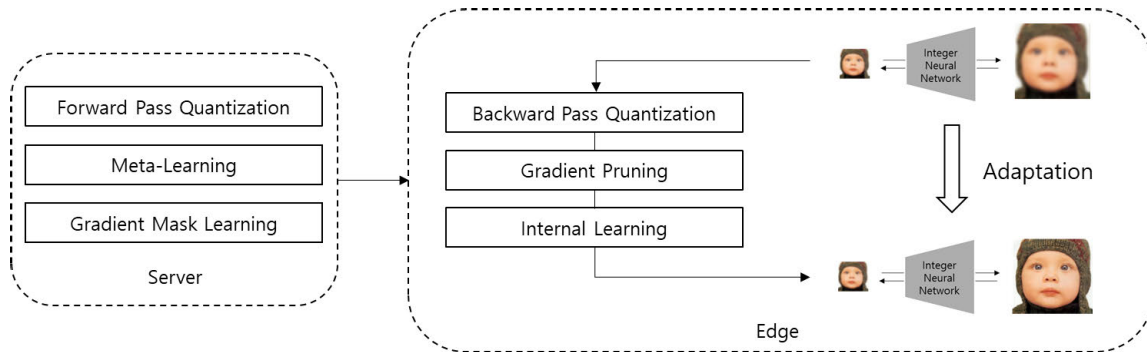 Forward Pass Quantization
Meta-Learning
Gradient Mask Learning
Server
Backward Pass Quantization
Gradient Pruning
Internal Learning
Integer
Neural
Network
Adaptation
Integer
Neural
Network
Edge